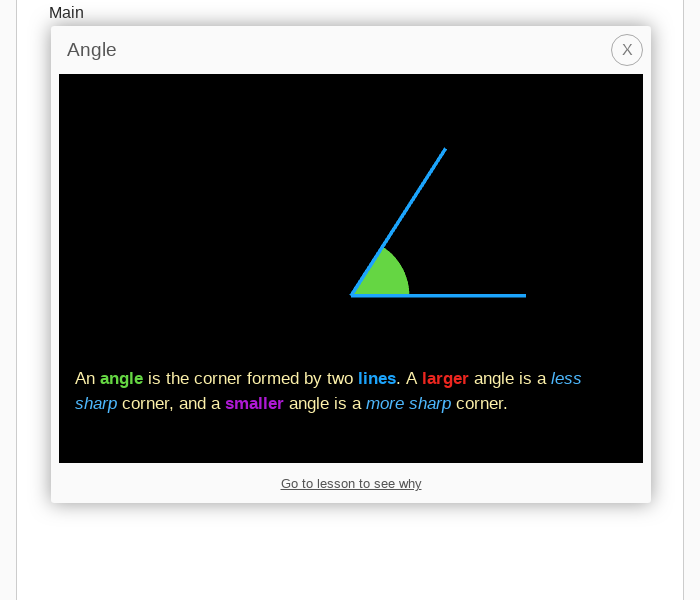 Main
Angle
X
An angle is the corner formed by two lines. A larger angle is a less
sharp corner, and a smaller angle is a more sharp corner.
Go to lesson to see why